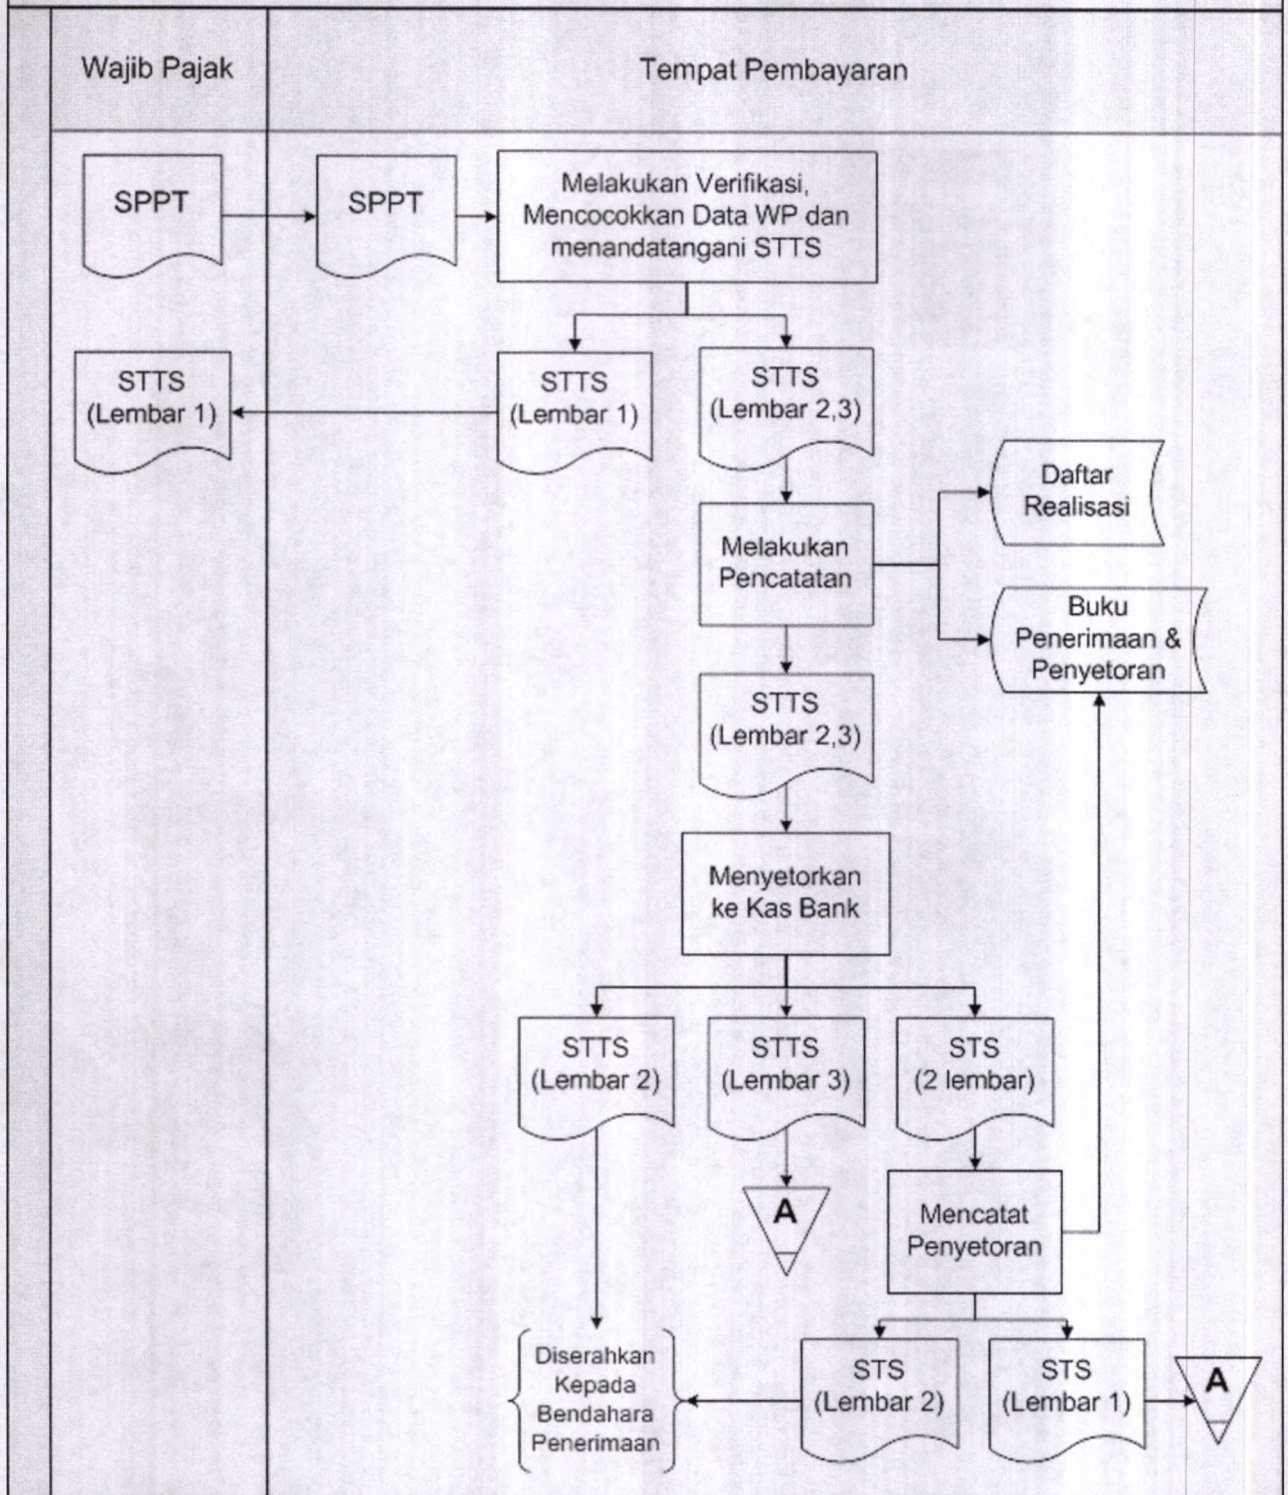 Wajib Pajak
Tempat Pembayaran
SPPT
SPPT
Melakukan Verifikasi,
Mencocokkan Data WP dan
menandatangani STTS
STTS
(Lembar 1)
STTS
(Lembar 1)
STTS
(Lembar 2,3)
Daftar
Realisasi
Melakukan
Pencatatan
Buku
Penerimaan &
Penyetoran
STTS
(Lembar 2,3)
Menyetorkan
ke Kas Bank
STTS
(Lembar 2)
STTS
(Lembar 3)
STS
(2 lembar)
A
Mencatat
Penyetoran
Diserahkan
Kepada
Bendahara
Penerimaan
STS
(Lembar 2)
STS
(Lembar 1)
A